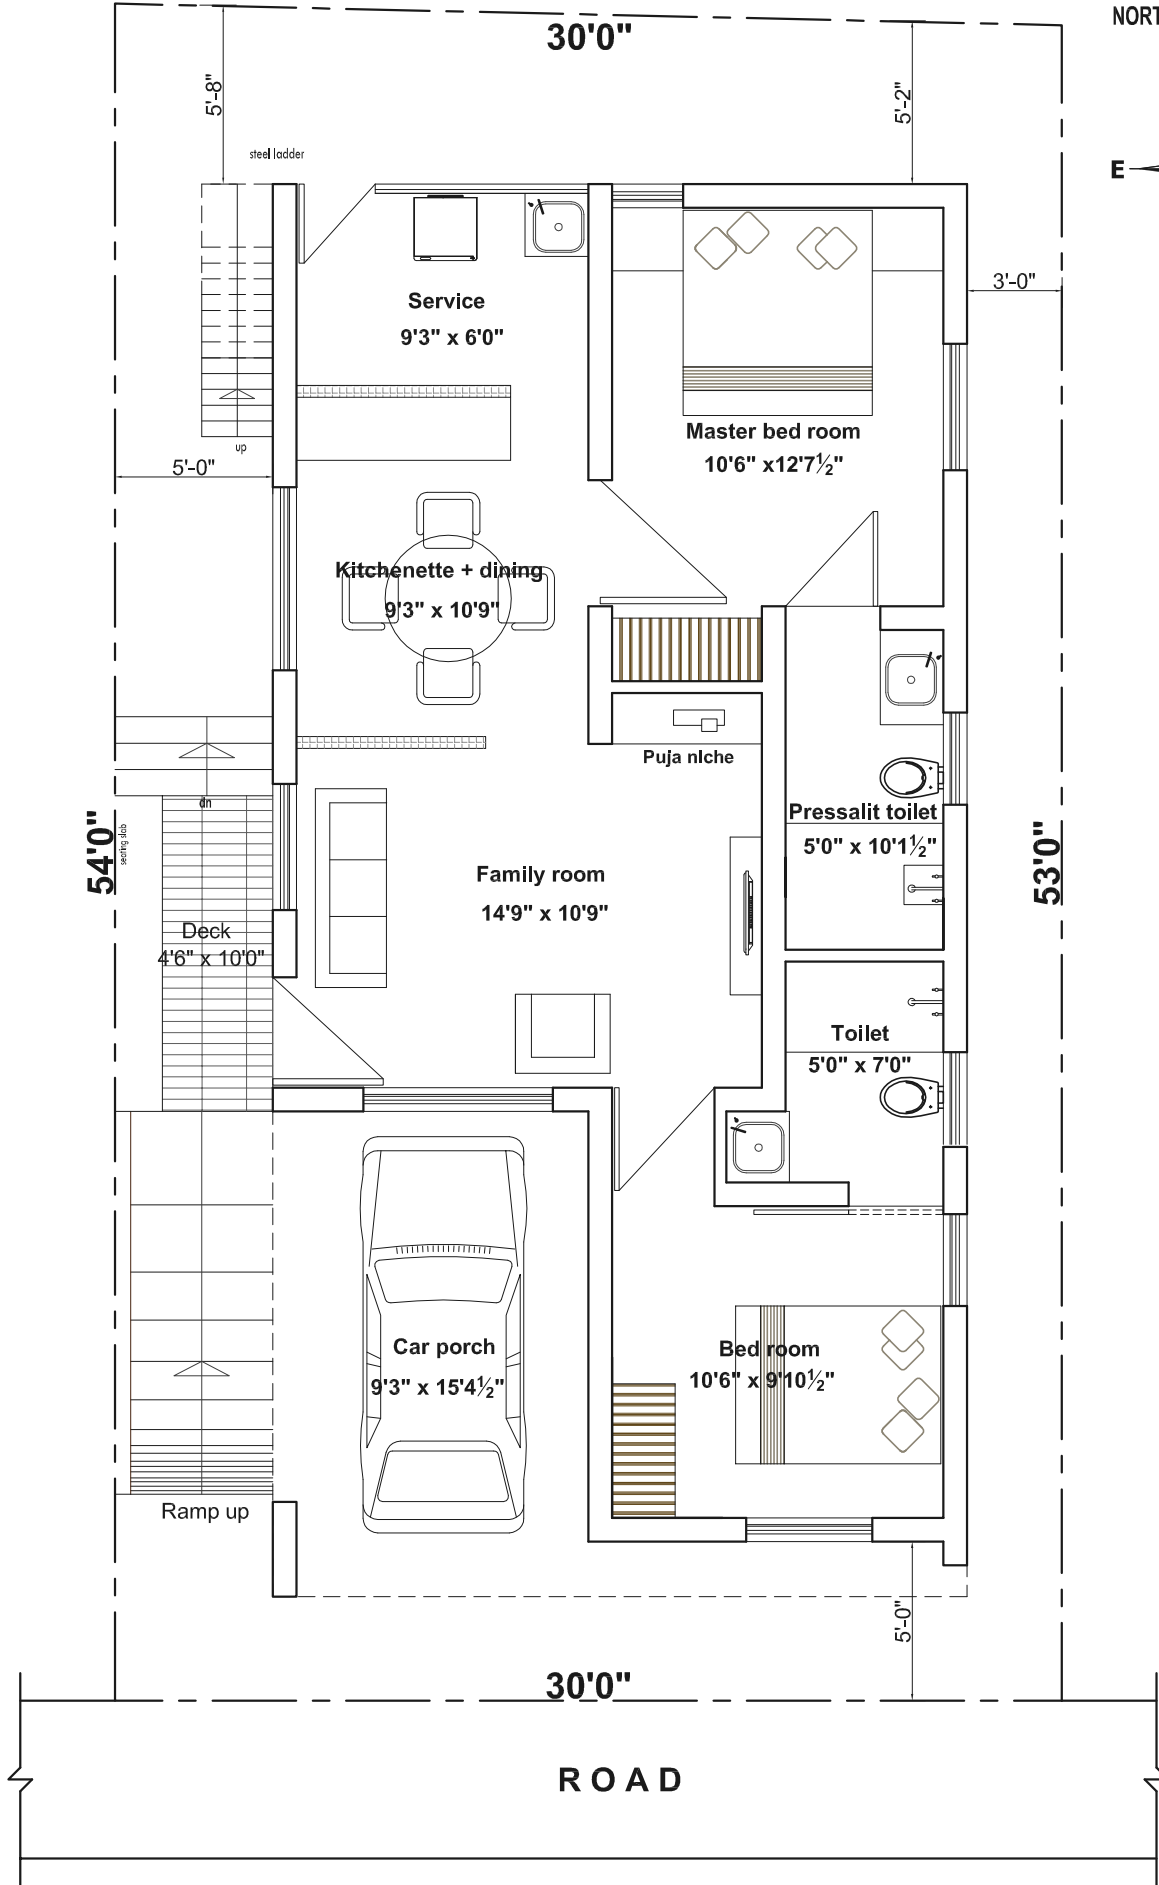 NORT
30'0"
5'-8"
5'-2"
steel ladder
E
3'-0"
Service
9'3" x 6'0"
Master bed room
10'6" x12'7½"
up
5'-0"
Kitchenette + dining
9'3" x 10'9"
Puja niche
dn
seating slab
54'0"
53'0"
Pressalit toilet
5'0" x 10'1½"
Family room
14'9" x 10'9"
Deck
4'6" x 10'0"
Toilet
5'0" x 7'0"
Car porch
9'3" x 15'4½"
Bed room
10'6" x 9'10½"
Ramp up
5'-0"
30'0"
ROAD